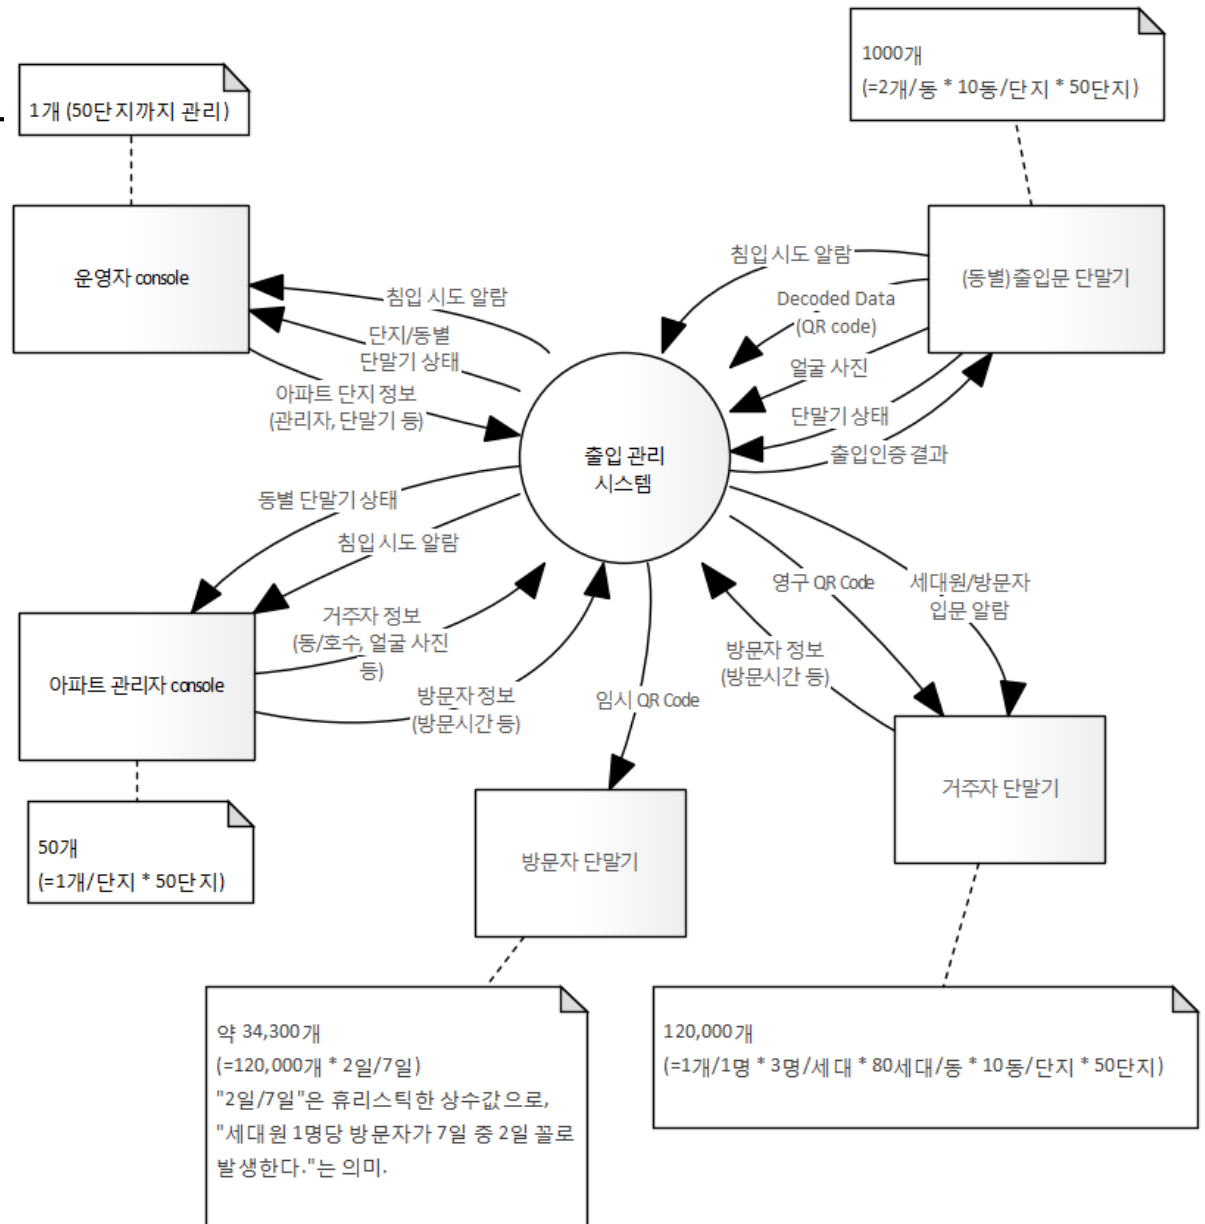 1000개
(=2개/동 * 10동/단지 * 50단지)
1개 (50단지까지 관리)
운영자 console
(동별)출입문 단말기
침입 시도 알람
Decoded Data
(QR code)
얼굴 사진
단말기 상태
출입인증 결과
침입 시도 알람
단지/동별
단말기 상태
아파트 단지 정보
(관리자, 단말기 등)
출입 관리
시스템
동별 단말기 상태
침입 시도 알람
거주자 정보
(동/호수, 얼굴 사진
등)
방문자 정보
(방문시간 등)
아파트 관리자 console
임시 QR Code
영구 QR Code
세대원/방문자
입문 알람
방문자 정보
(방문시간 등)
거주자 단말기
방문자 단말기
50개
(=1개/단지 * 50단지)
약 34,300개
(=120,000개 * 2일/7일)
"2일/7일"은 휴리스틱한 상수값으로,
"세대원 1명당 방문자가 7일 중 2일 꼴로
발생한다."는 의미.
120,000개
(=1개/1명 * 3명/세대 * 80세대/동 * 10동/단지 * 50단지)